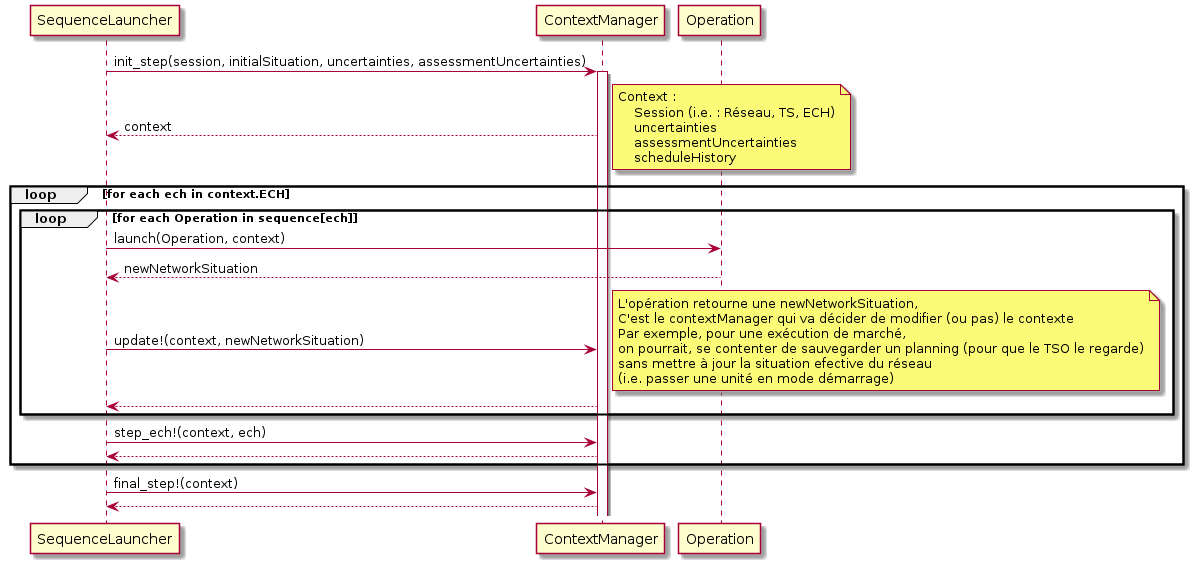 SequenceLauncher
ContextManager
Operation
init_step(session, initialSituation, uncertainties, assessmentUncertainties)
Context :
Session (i.e. : Réseau, TS, ECH)
uncertainties
assessmentUncertainties
scheduleHistory
context
loop
[for each ech in context.ECH]
loop
[for each Operation in sequence[ech]]
launch(Operation, context)
newNetworkSituation
L'opération retourne une newNetworkSituation,
C'est le contextManager qui va décider de modifier (ou pas) le contexte
Par exemple, pour une exécution de marché,
on pourrait, se contenter de sauvegarder un planning (pour que le TSO le regarde)
sans mettre à jour la situation efective du réseau
(i.e. passer une unité en mode démarrage)
update!(context, newNetworkSituation)
step_ech!(context, ech)
final_step!(context)
SequenceLauncher
ContextManager
Operation